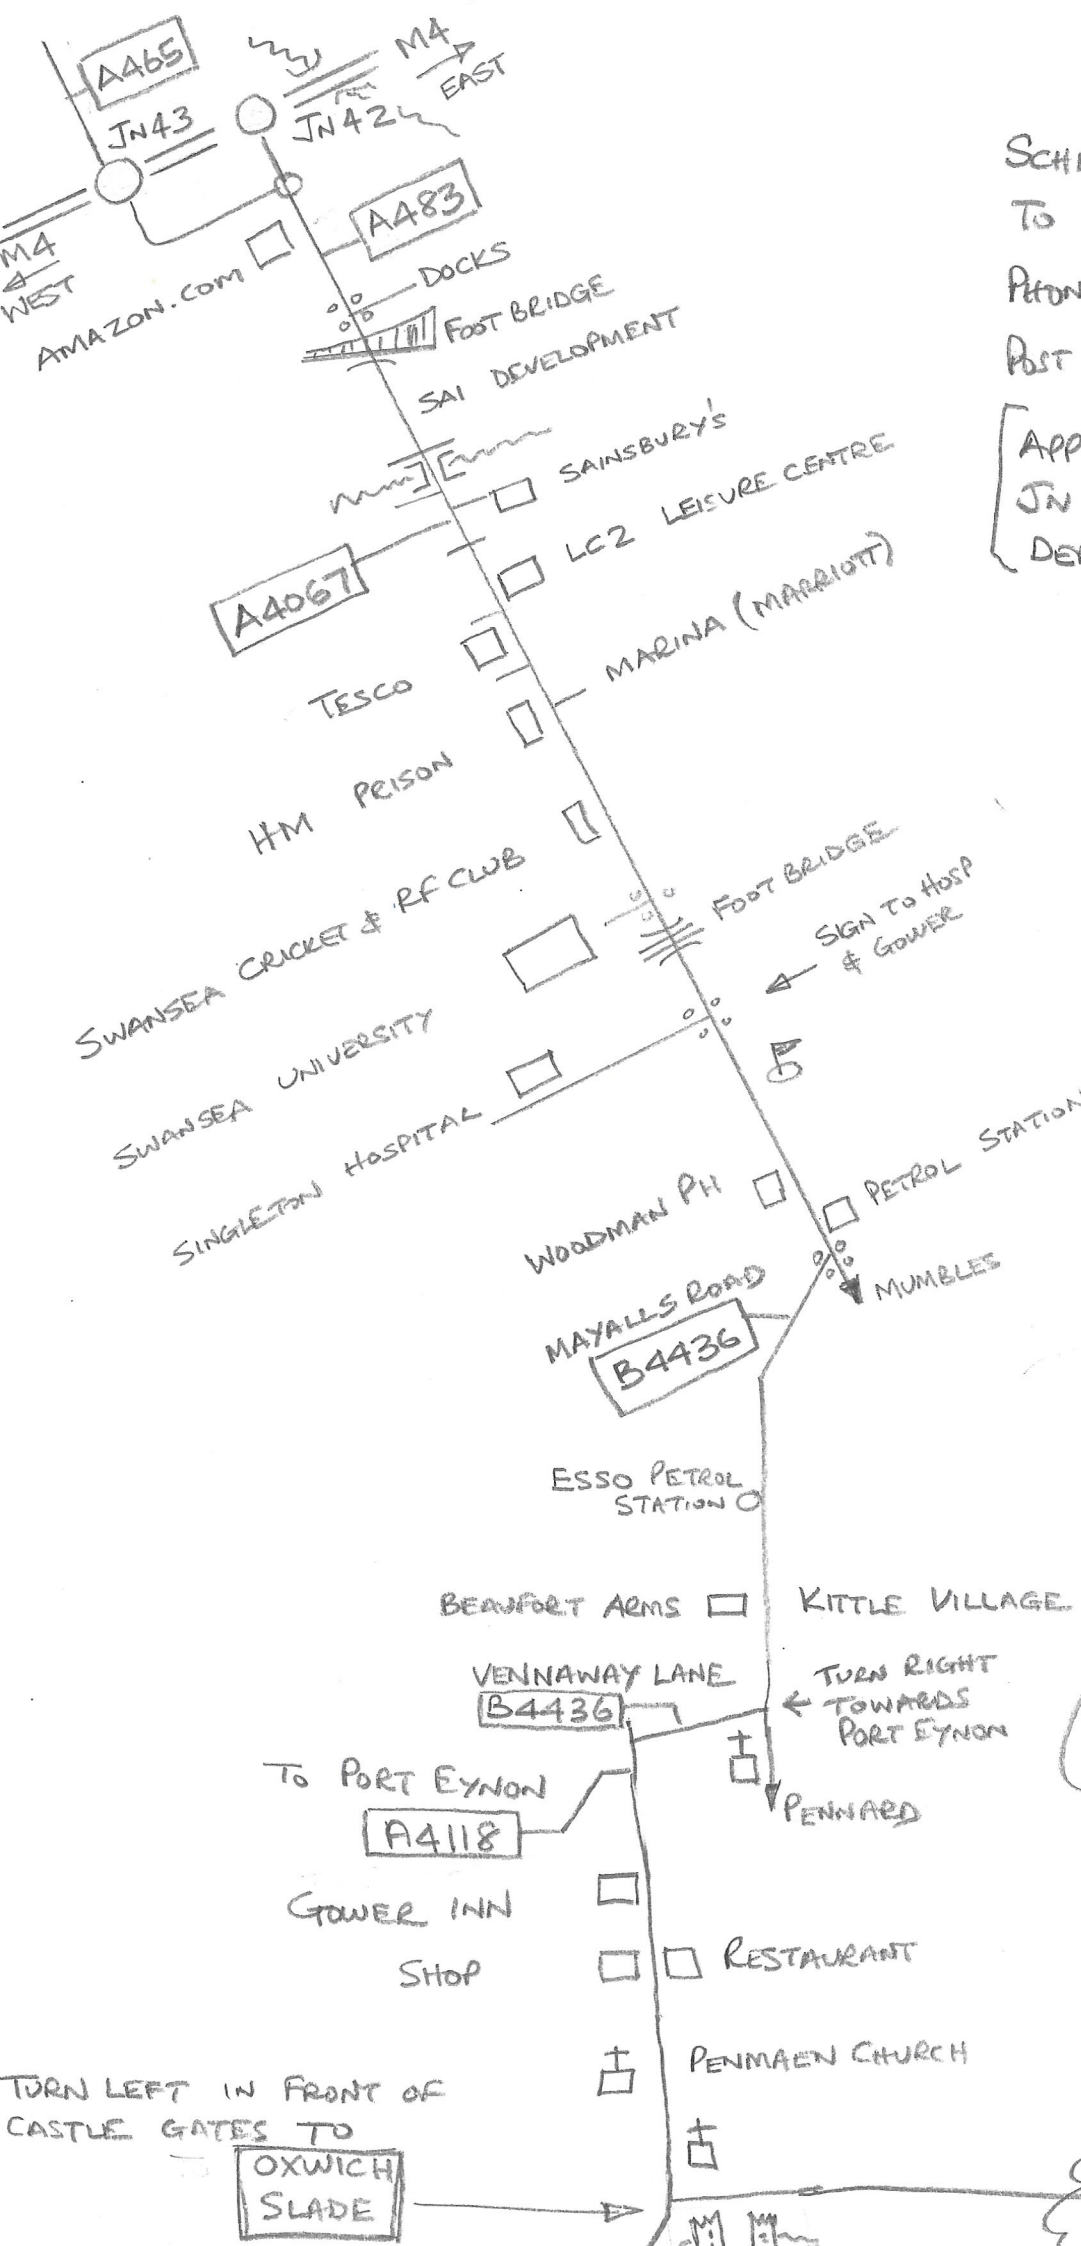 A465
M4
EAST
JN43
JN42
A483
M4
WEST
AMAZON.COM
DOCKS
FOOT BRIDGE
SAI DEVELOPMENT
SAINSBURY'S
LC2 LEISURE CENTRE
A4067
MARINA (MARRIOTT)
TESCO
HM PRISON
SWANSEA CRICKET & RF CLUB
FOOT BRIDGE
SIGN TO HOSP
& GOWER
SWANSEA UNIVERSITY
SINGLETON HOSPITAL
PETROL STATION
WOODMAN PH
MUMBLES
MAYALLS ROAD
B4436
ESSO PETROL
STATION
BEAUFORT ARMS
KITTLE VILLAGE
VENNAWAY LANE
B4436
TURN RIGHT
TOWARDS
PORT EYNON
TO PORT EYNON
A4118
PENNARD
GOWER INN
SHOP
RESTAURANT
PENMAEN CHURCH
TURN LEFT IN FRONT OF
CASTLE GATES TO
OXWICH
SLADE
TO
POST
JN